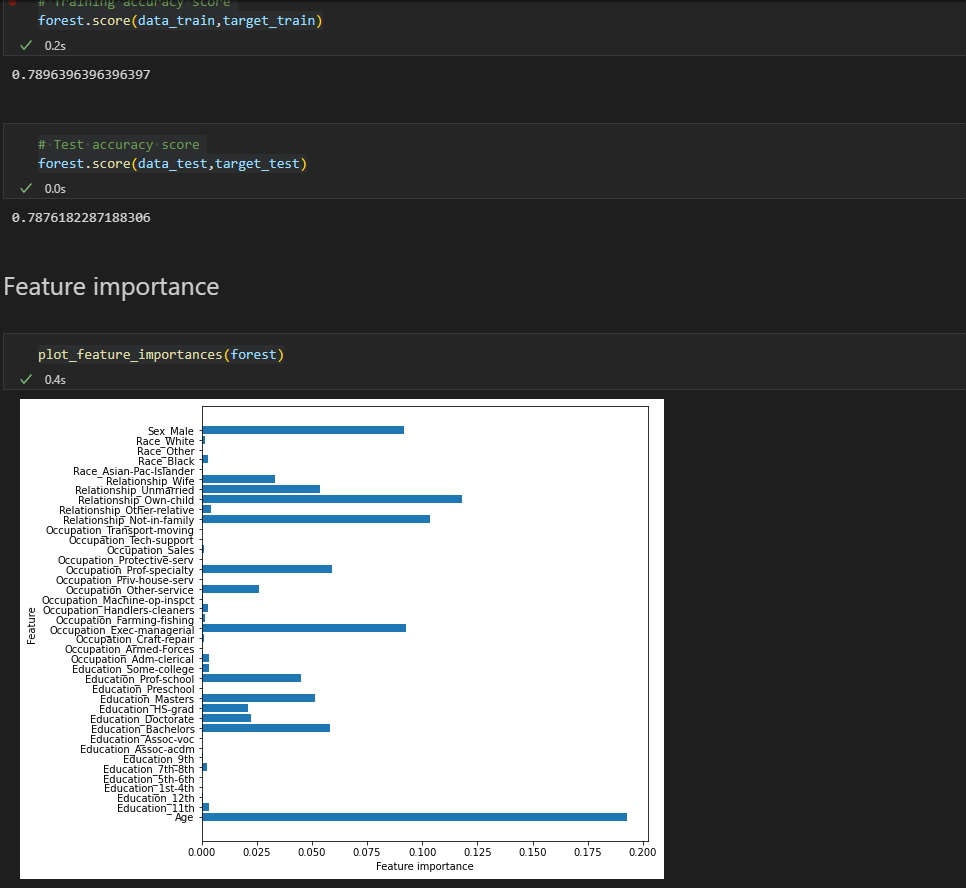 # Training accuracy score
forest.score(data_train,target_train)
0.2s
0.7896396396396397
# Test accuracy score
forest.score(data_test,target_test)
0.0s
0.7876182287188306
Feature importance
plot_feature_importances(forest)
0.4s
Sex_Male
Race_White
Race_Other
Race_Black
Race_Asian-Pac-Islander
Relationship_Wife
Relationship_Unmarried
Relationship_Own-child
Relationship_Other-relative
Relationship_Not-in-family
Occupation_Transport-moving
Occupation_Tech-support
Occupation_Sales
Occupation_Protective-serv
Occupation_Prof-specialty
Occupation_Priv-house-serv
Occupation_Other-service
Occupation_Machine-op-inspct
Occupation_Handlers-cleaners
Occupation_Farming-fishing
Occupation_Exec-managerial
Occupation_Craft-repair
Occupation_Armed-Forces
Occupation_Adm-clerical
Education_Some-college
Education_Prof-school
Education_Preschool
Education_Masters
Education_HS-grad
Education_Doctorate
Education_Bachelors
Education_Assoc-voc
Education_Assoc-acdm
Education_9th
Education_7th-8th
Education_5th-6th
Education_1st-4th
Education_12th
Education_11th
Age
Feature
0.000 0.025 0.050 0.075 0.100 0.125 0.150 0.175 0.200
Feature importance